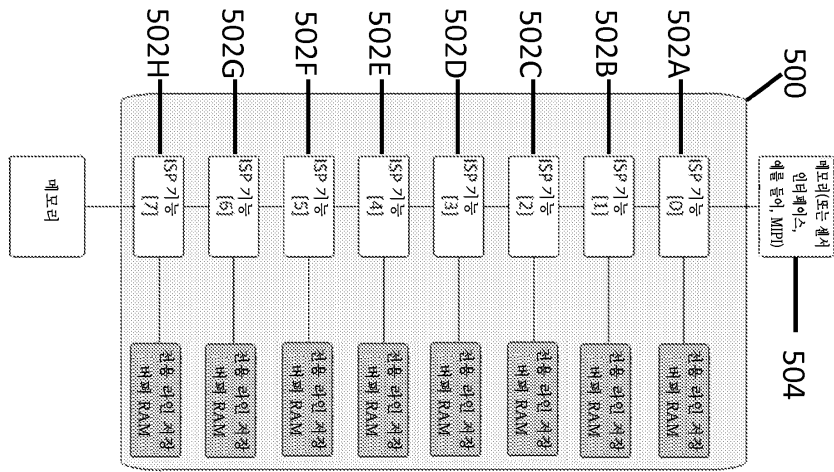 메모리(또는 센서
인터페이스,
예를 들어, MIPI)
504
500
502A
ISP 기능
[0]
전용 라인 저장
버퍼 RAM
502B
ISP 기능
[1]
전용 라인 저장
버퍼 RAM
502C
ISP 기능
[2]
전용 라인 저장
버퍼 RAM
502D
ISP 기능
[3]
전용 라인 저장
버퍼 RAM
502E
ISP 기능
[4]
전용 라인 저장
버퍼 RAM
502F
ISP 기능
[5]
전용 라인 저장
버퍼 RAM
502G
ISP 기능
[6]
전용 라인 저장
버퍼 RAM
502H
ISP 기능
[7]
전용 라인 저장
버퍼 RAM
메모리